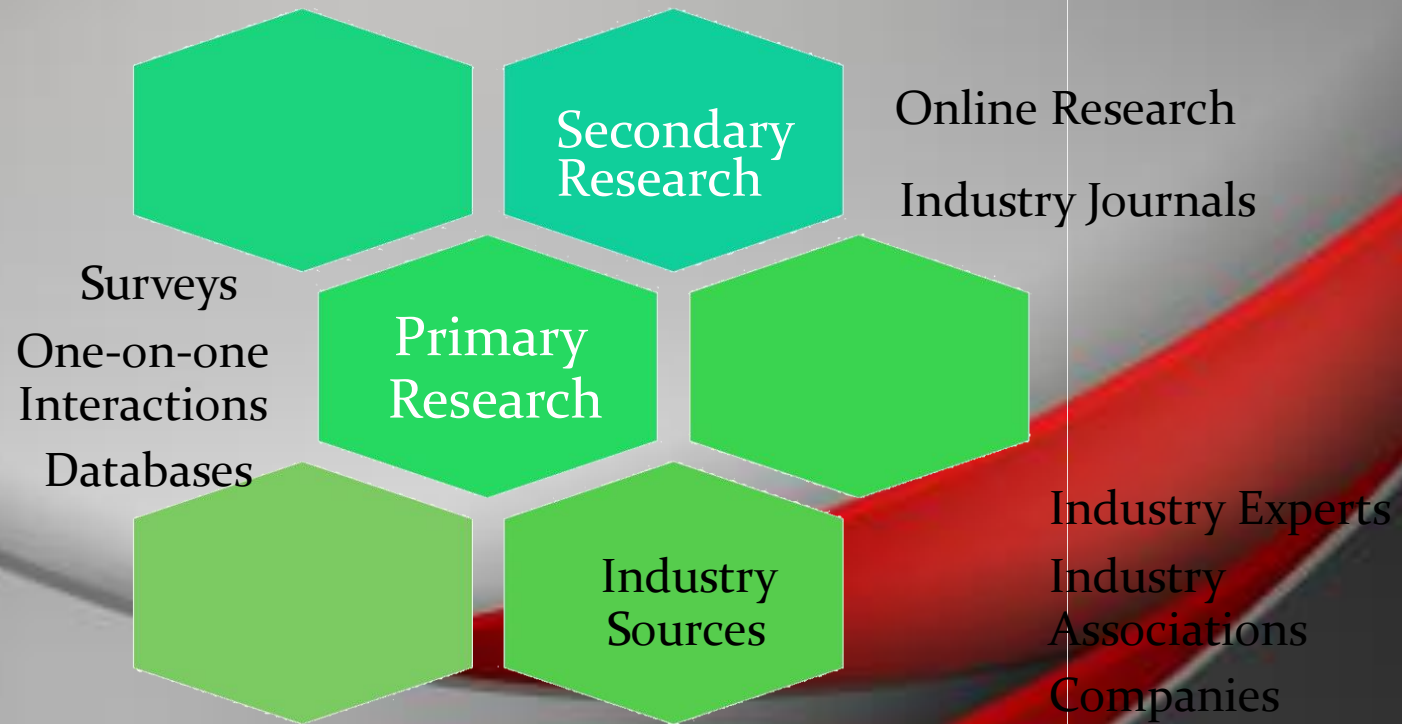 Secondary
Research
Online Research
Industry Journals
Surveys
One-on-one
Interactions
Databases
Primary
Research
Industry
Sources
Industry Experts
Industry
Associations
Companies